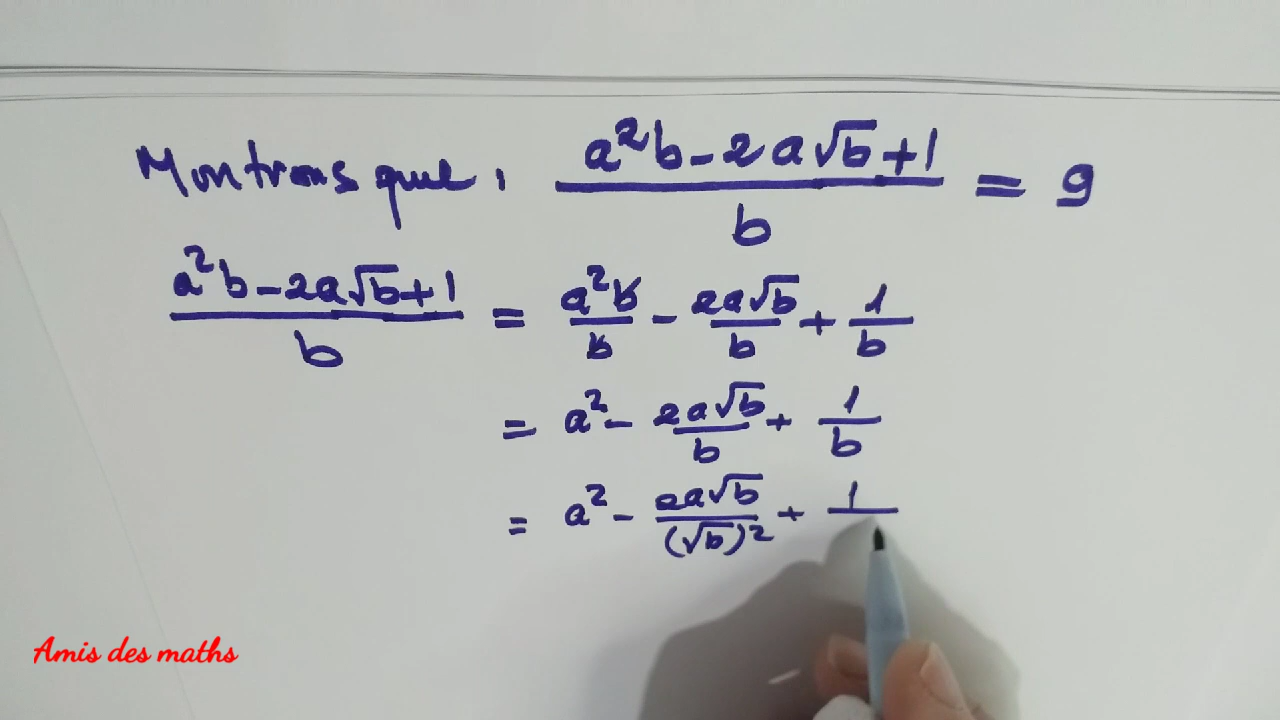 Montrons que : (a²b - 2a√b + 1)/b = 9
(a²b - 2a√b + 1)/b = a²b/b - 2a√b/b + 1/b
= a² - 2a√b/b + 1/b
= a² - 2a√b/(√b)² + 1/
Amis des maths